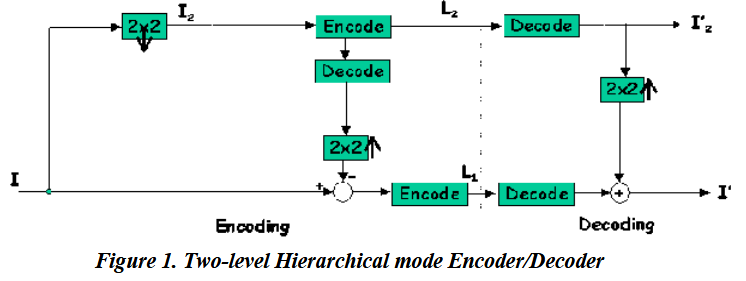 I₂
L₂
2x2
Encode
Decode
I'₂
Decode
2x2
2x2
I
+
-
L₁
Encode
Decode
+
I'
Encoding
Decoding
Figure 1. Two-level Hierarchical mode Encoder/Decoder